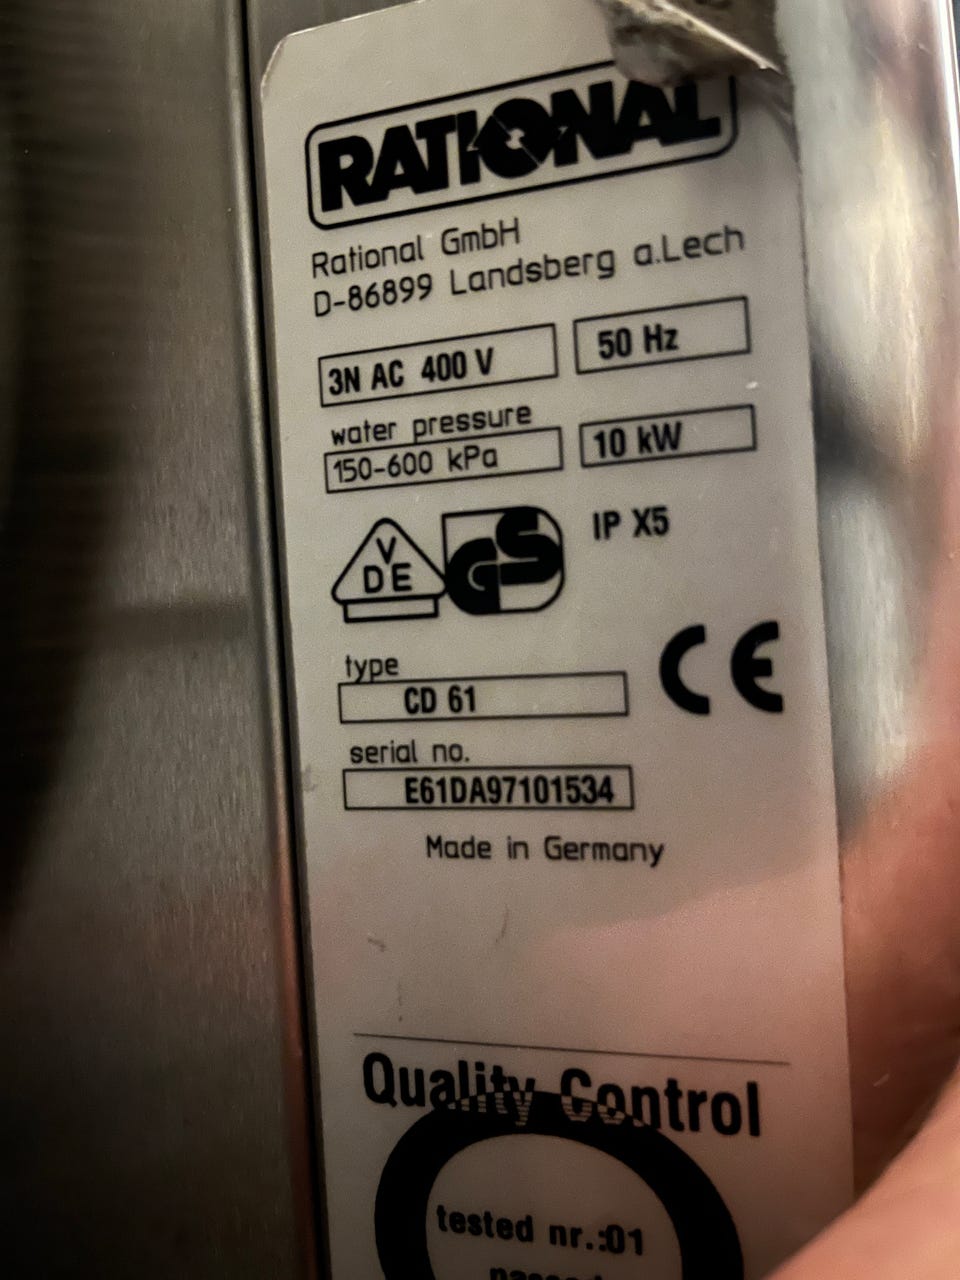 RATIONAL
Rational GmbH
D-86899 Landsberg a.Lech
3N AC 400 V 50 Hz
water pressure
150-600 kPa 10 kW
VDE GS IP X5
type CE
CD 61
serial no.
E61DA97101534
Made in Germany
Quality Control
tested nr.:01